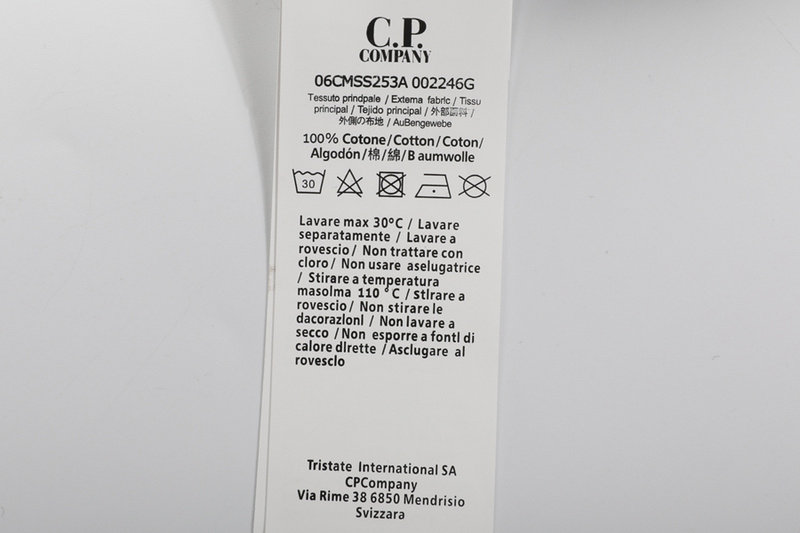 C.P.
COMPANY
06CMSS253A 002246G
Tessuto prindpale / Extema fabric / Tissu
principal / Tejido principal / 外部面料 /
外側の布地 / AuBengewebe
100% Cotone/Cotton/Coton/
Algodón/棉/綿/B aumwolle
30
Lavare max 30°C / Lavare
separatamente / Lavare a
rovescio/ Non trattare con
cloro/ Non usare aselugatrice
/ Stirare a temperatura
masolma 110 °C / stlrare a
rovescio/ Non stirare le
dacorazlonl / Non lavare a
secco /Non esporre a fontl di
calore dlrette /Asclugare al
rovesclo
Tristate International SA
CPCompany
Via Rime 38 6850 Mendrisio
Svizzara